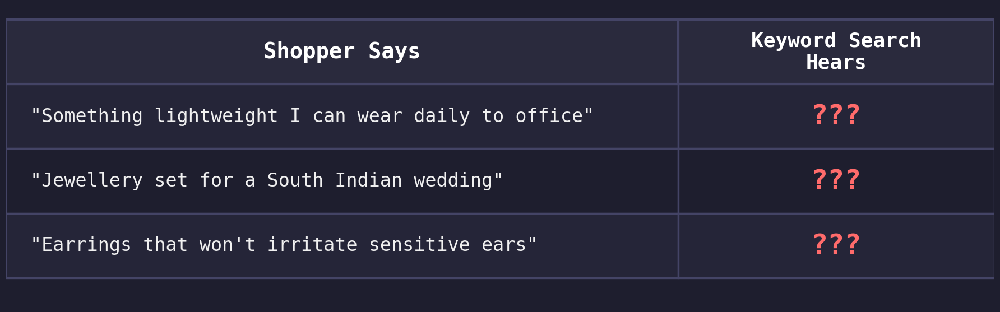 Shopper Says
Keyword Search
Hears
"Something lightweight I can wear daily to office"
???
"Jewellery set for a South Indian wedding"
???
"Earrings that won't irritate sensitive ears"
???